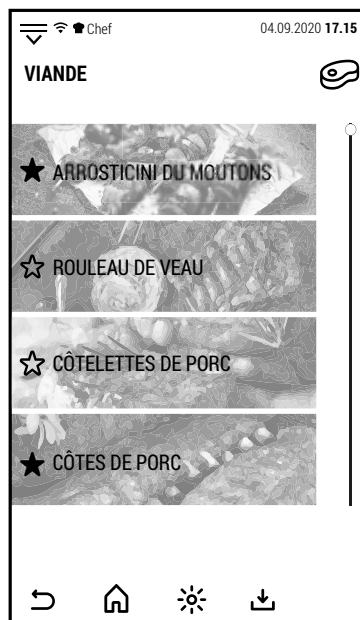 Chef 04.09.2020 17.15
VIANDE
ARROSTICINI DU MOUTONS
ROULEAU DE VEAU
CÔTELETTES DE PORC
CÔTES DE PORC